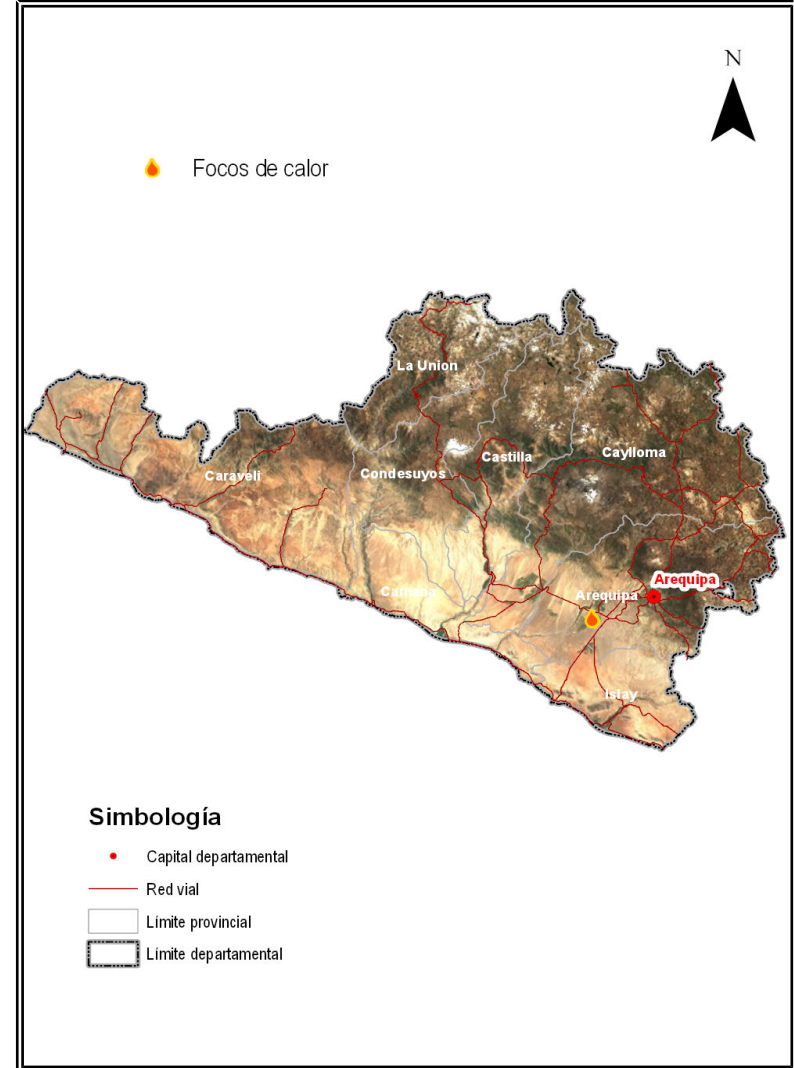 N
Focos de calor
La Union
Castilla
Caylloma
Caraveli
Condesuyos
Arequipa
Camana
Arequipa
Islay
Simbología
Capital departamental
Red vial
Límite provincial
Límite departamental